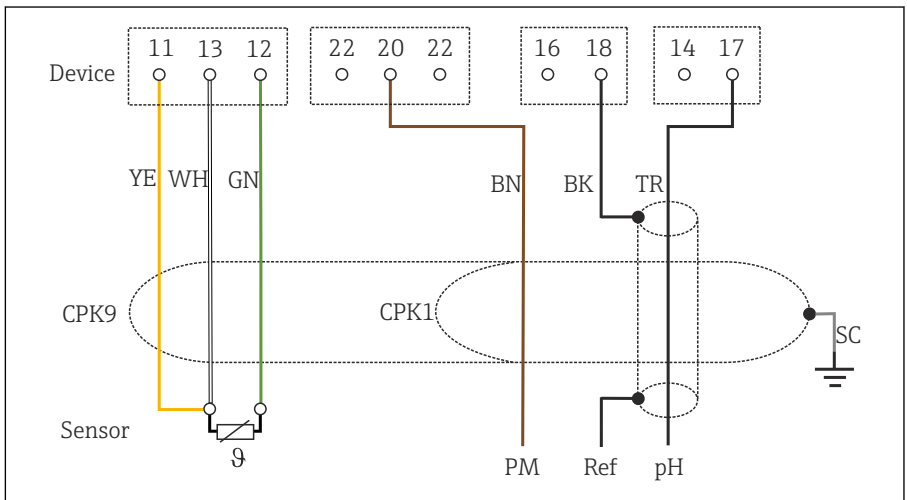 11 13 12 22 20 22 16 18 14 17
Device
YE WH GN BN BK TR
CPK9 CPK1
SC
Sensor
ϑ PM Ref pH